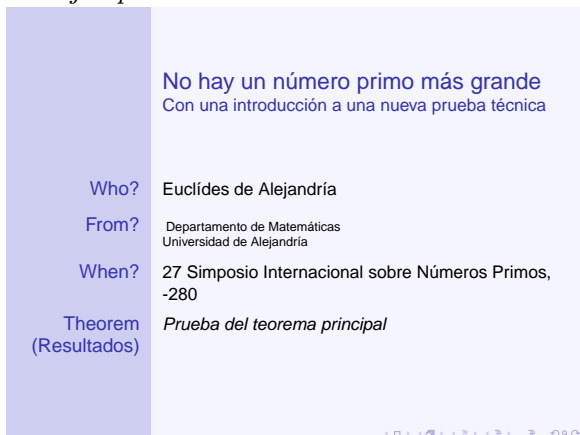 No hay un número primo más grande
Con una introducción a una nueva prueba técnica
Who? Euclídes de Alejandría
From? Departamento de Matemáticas
Universidad de Alejandría
When? 27 Simposio Internacional sobre Números Primos,
-280
Theorem Prueba del teorema principal
(Resultados)